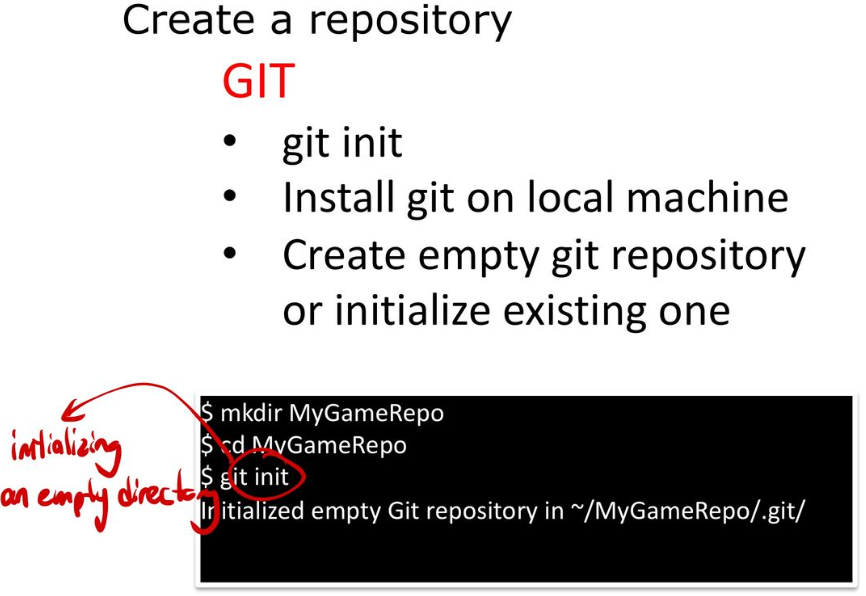 Create a repository
GIT
• git init
• Install git on local machine
• Create empty git repository
or initialize existing one
$ mkdir MyGameRepo
$ cd MyGameRepo
$ git init
Initialized empty Git repository in ~/MyGameRepo/.git/
initializing
an empty directory